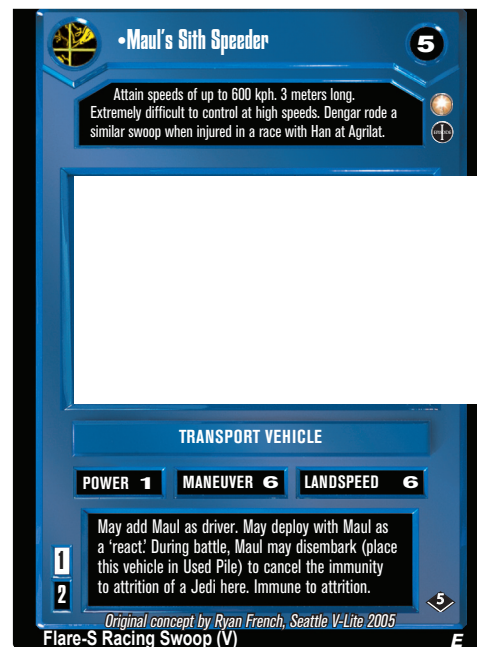 •Maul's Sith Speeder
5
Attain speeds of up to 600 kph. 3 meters long.
Extremely difficult to control at high speeds. Dengar rode a
similar swoop when injured in a race with Han at Agrilat.
EPISODE
I
TRANSPORT VEHICLE
POWER 1 MANEUVER 6 LANDSPEED 6
May add Maul as driver. May deploy with Maul as
a 'react.' During battle, Maul may disembark (place
this vehicle in Used Pile) to cancel the immunity
to attrition of a Jedi here. Immune to attrition.
1
2
5
Original concept by Ryan French, Seattle V-Lite 2005
Flare-S Racing Swoop (V) E